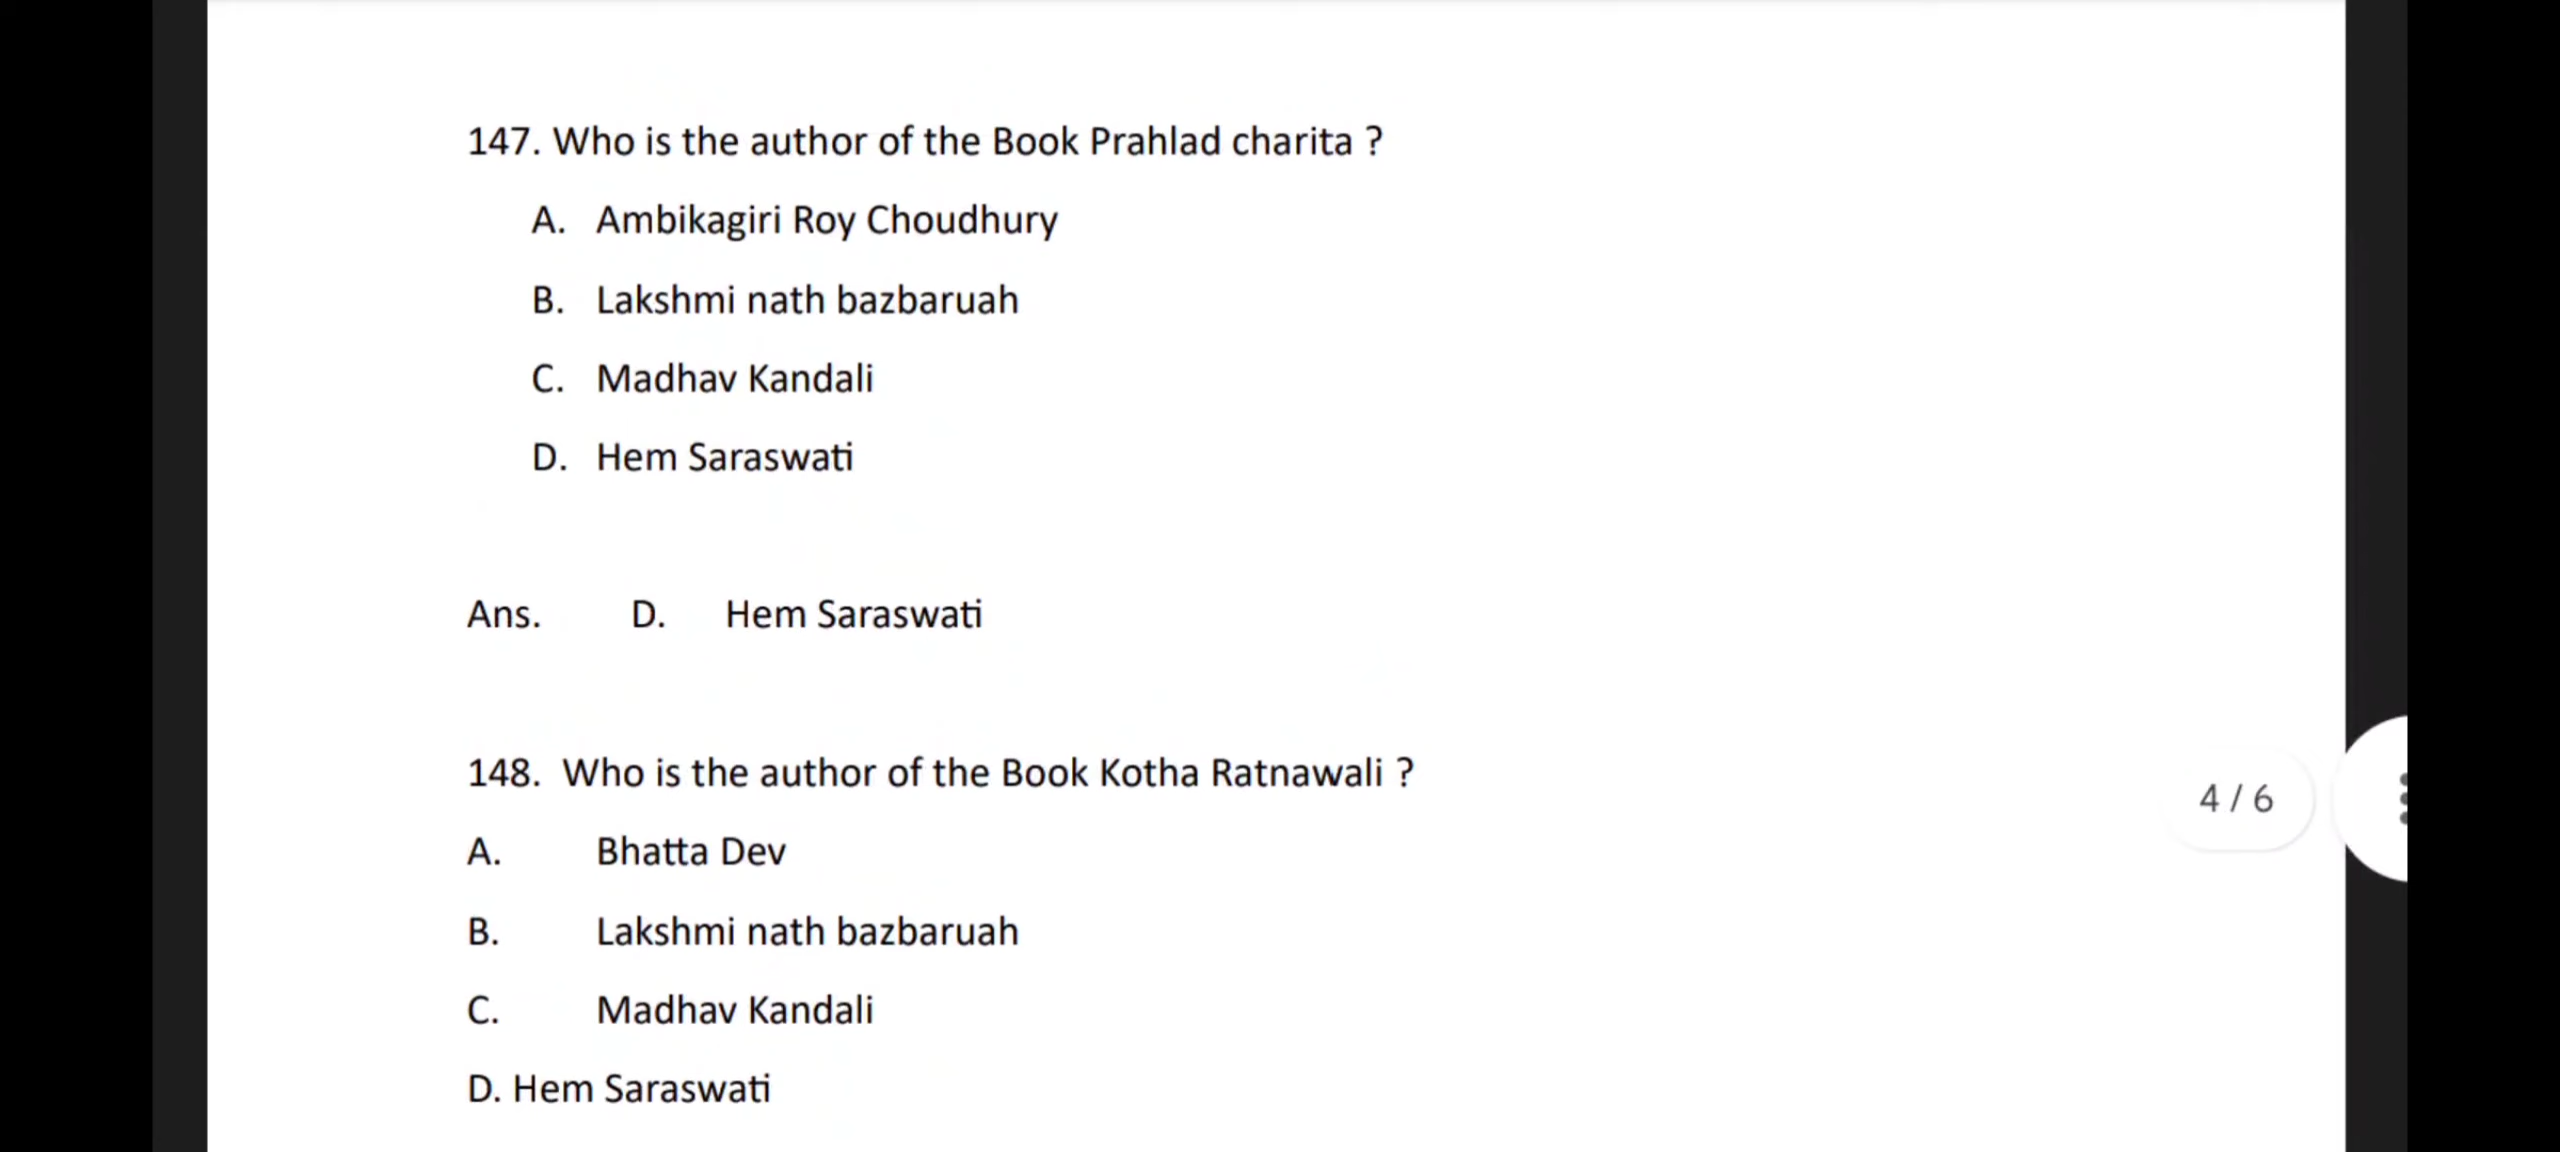 147. Who is the author of the Book Prahlad charita ?
A. Ambikagiri Roy Choudhury
B. Lakshmi nath bazbaruah
C. Madhav Kandali
D. Hem Saraswati
Ans. D. Hem Saraswati
148. Who is the author of the Book Kotha Ratnawali ?
A. Bhatta Dev
4 / 6
B. Lakshmi nath bazbaruah
C. Madhav Kandali
D. Hem Saraswati